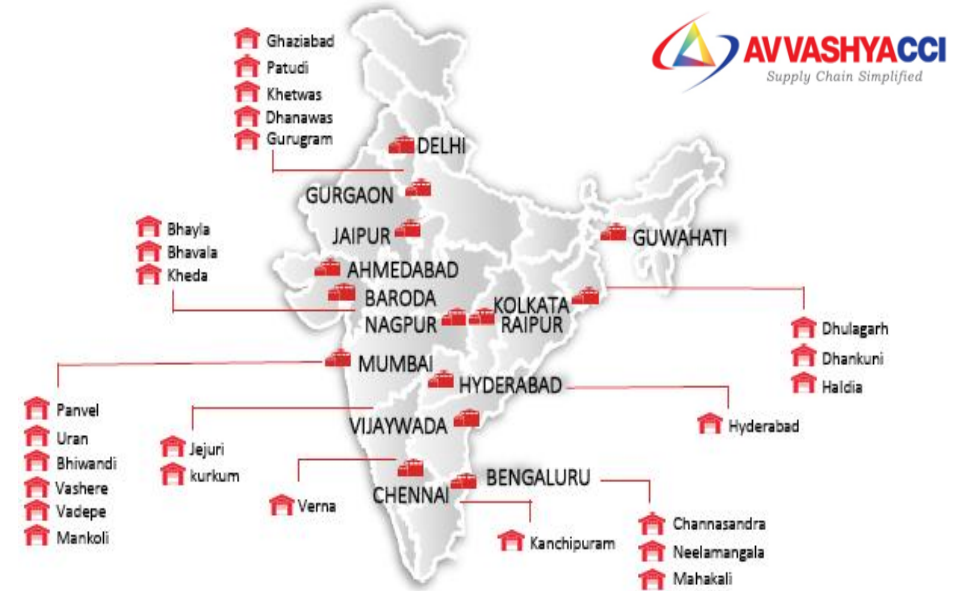 AVVASHYACCI
Supply Chain Simplified
Ghaziabad
Patudi
Khetwas
Dhanawas
Gurugram
DELHI
GURGAON
JAIPUR
GUWAHATI
Bhayla
Bhavala
Kheda
AHMEDABAD
BARODA
NAGPUR
KOLKATA
RAIPUR
Dhulagarh
Dhankuni
Haldia
MUMBAI
HYDERABAD
Panvel
Uran
Bhiwandi
Vashere
Vadepe
Mankoli
VIJAYWADA
Hyderabad
Jejuri
kurkum
CHENNAI
BENGALURU
Verna
Kanchipuram
Channasandra
Neelamangala
Mahakali